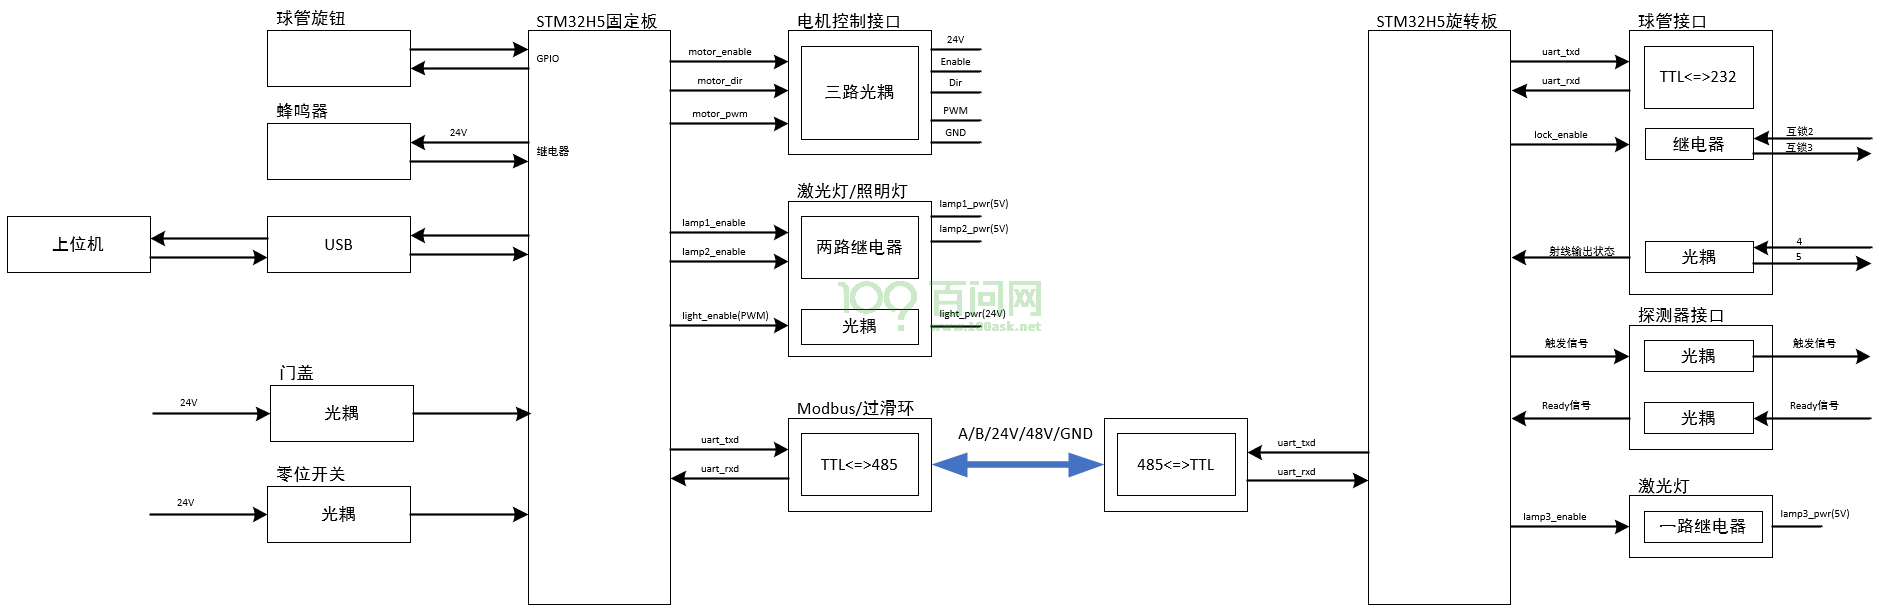 球管旋钮
GPIO
蜂鸣器
24V
继电器
上位机
USB
门盖
24V
光耦
零位开关
24V
光耦
STM32H5固定板
motor_enable
motor_dir
motor_pwm
电机控制接口
三路光耦
24V
Enable
Dir
PWM
GND
激光灯/照明灯
lamp1_enable
lamp2_enable
两路继电器
lamp1_pwr(5V)
lamp2_pwr(5V)
light_enable(PWM)
光耦
light_pwr(24V)
100?百问网
www.100ask.net
Modbus/过滑环
uart_txd
uart_rxd
TTL<=>485
A/B/24V/48V/GND
485<=>TTL
uart_txd
uart_rxd
STM32H5旋转板
球管接口
uart_txd
uart_rxd
TTL<=>232
lock_enable
继电器
互锁2
互锁3
射线输出状态
光耦
4
5
探测器接口
触发信号
光耦
触发信号
Ready信号
光耦
Ready信号
激光灯
lamp3_enable
一路继电器
lamp3_pwr(5V)